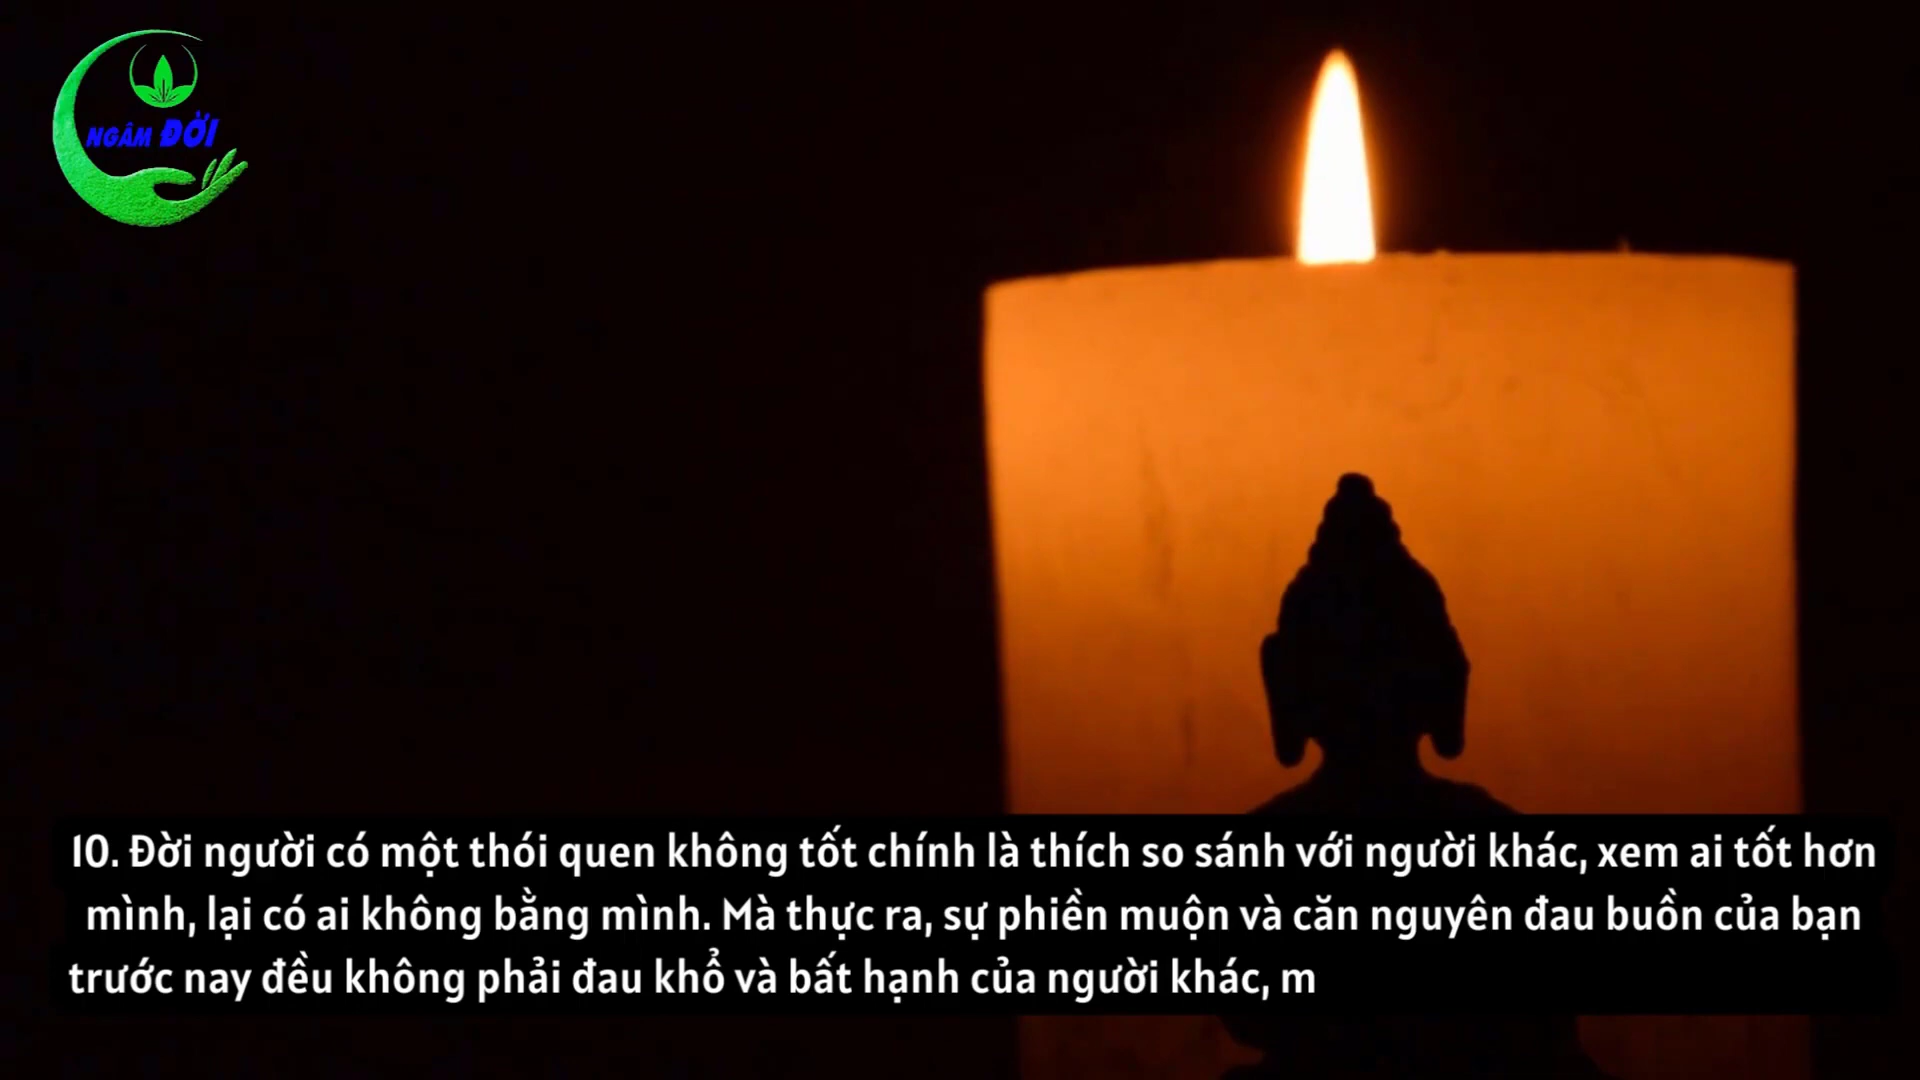 NGÂM ĐỜI
10. Đời người có một thói quen không tốt chính là thích so sánh với người khác, xem ai tốt hơn
mình, lại có ai không bằng mình. Mà thực ra, sự phiền muộn và căn nguyên đau buồn của bạn
trước nay đều không phải đau khổ và bất hạnh của người khác, m